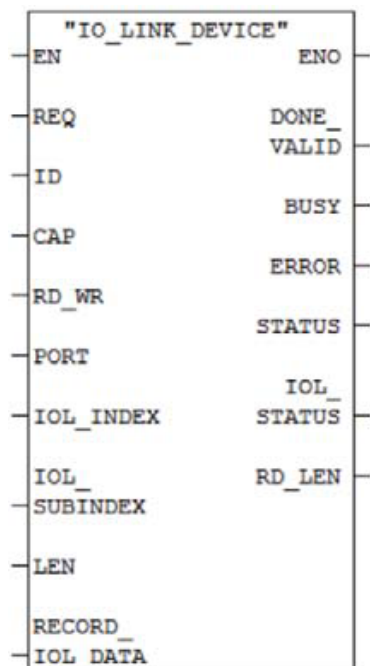 "IO_LINK_DEVICE"
EN ENO
REQ DONE_
VALID
ID
BUSY
CAP
ERROR
RD_WR
STATUS
PORT
IOL_
IOL_INDEX STATUS
IOL_ RD_LEN
SUBINDEX
LEN
RECORD_
IOL_DATA